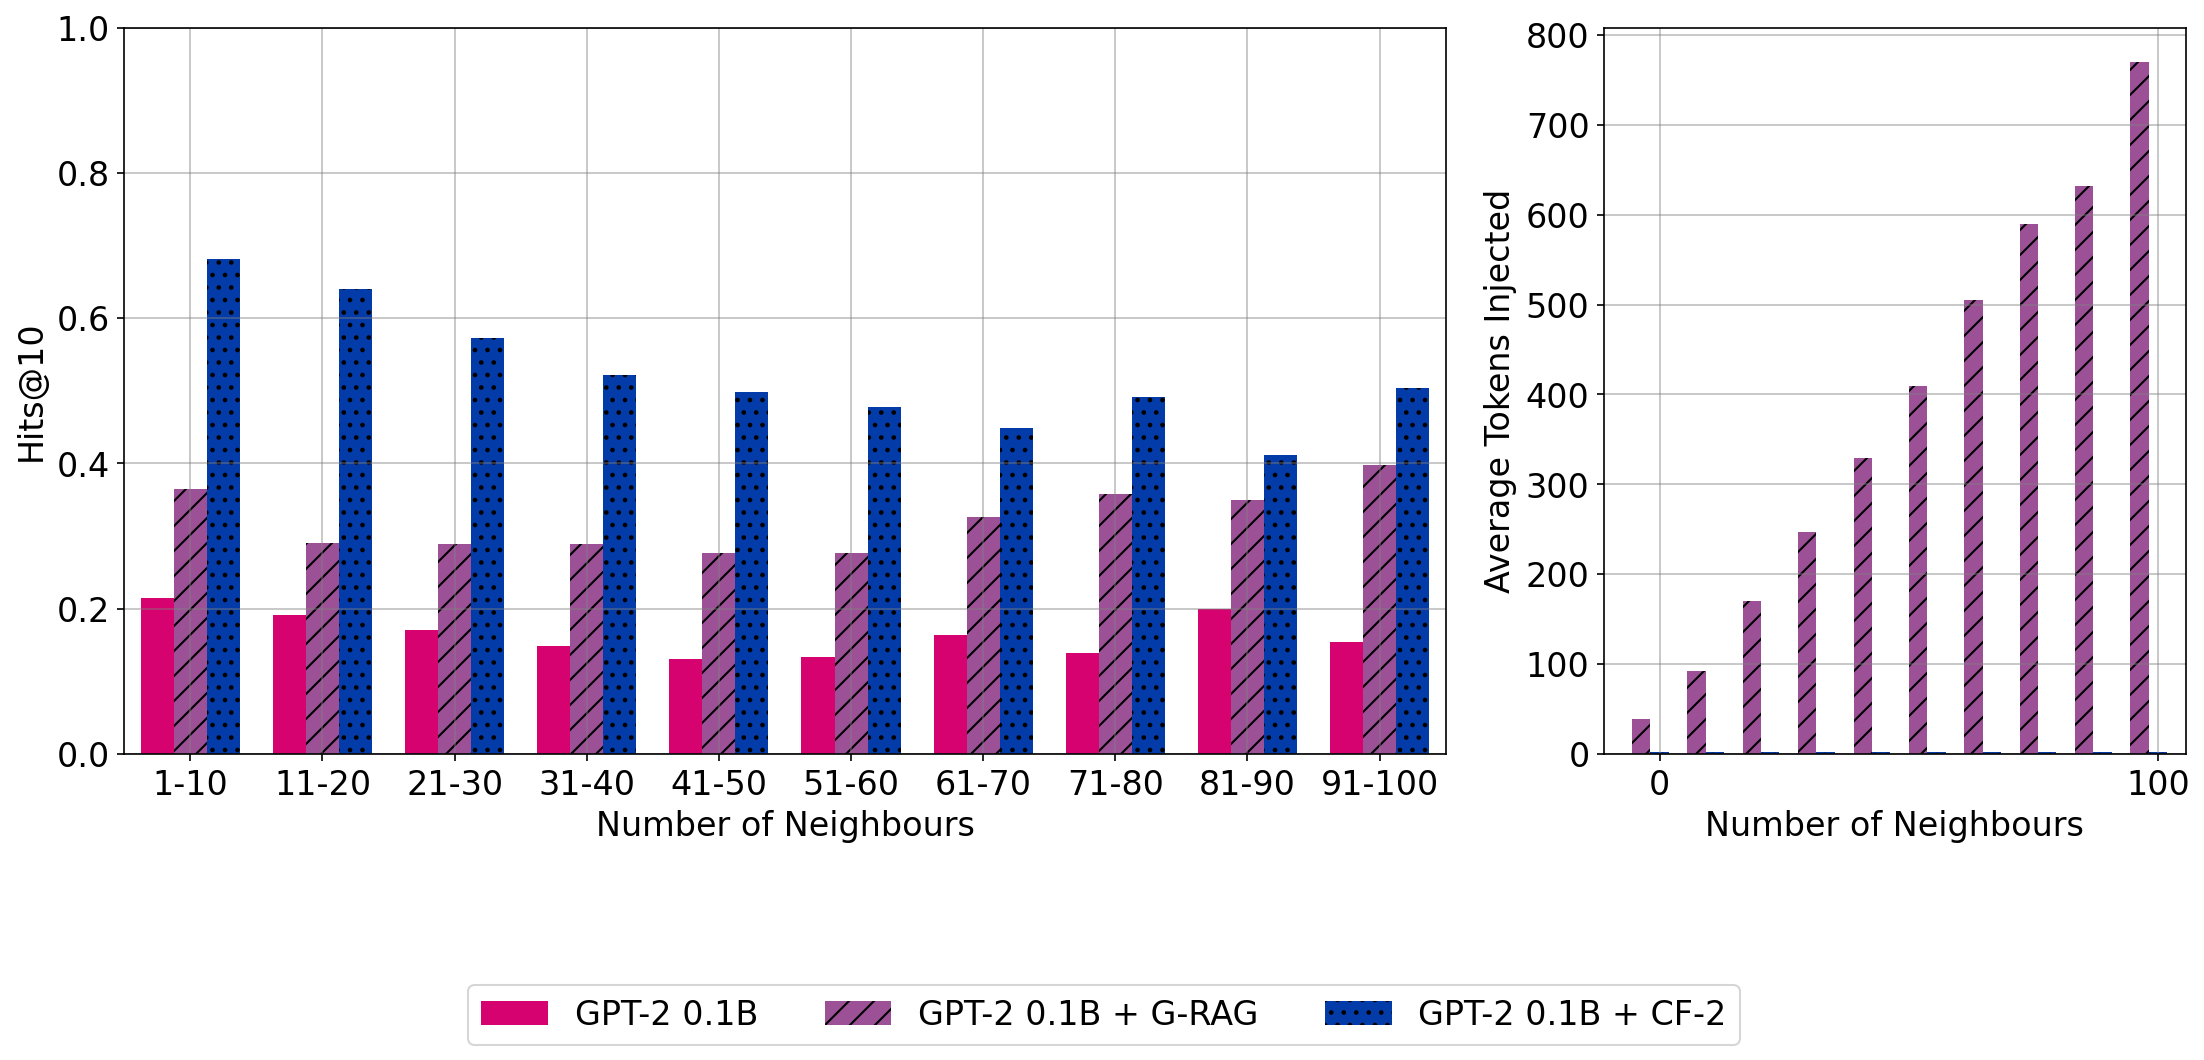 1.0
0.8
0.6
0.4
0.2
0.0
Hits@10
1-10 11-20 21-30 31-40 41-50 51-60 61-70 71-80 81-90 91-100
Number of Neighbours
800
700
600
500
400
300
200
100
0
Average Tokens Injected
0 100
Number of Neighbours
GPT-2 0.1B GPT-2 0.1B + G-RAG GPT-2 0.1B + CF-2